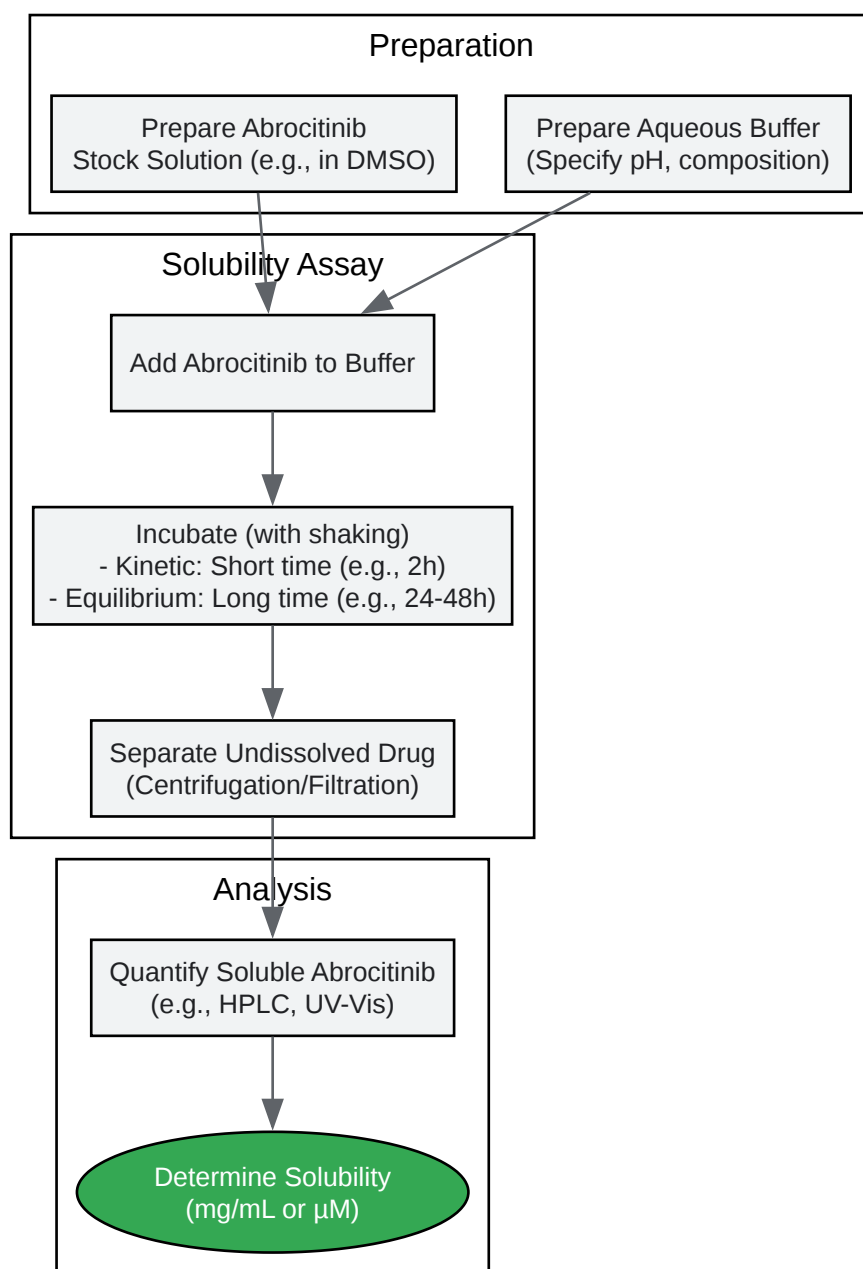 Preparation
Prepare Abrocitinib
Stock Solution (e.g., in DMSO)
Prepare Aqueous Buffer
(Specify pH, composition)
Solubility Assay
Add Abrocitinib to Buffer
Incubate (with shaking)
- Kinetic: Short time (e.g., 2h)
- Equilibrium: Long time (e.g., 24-48h)
Separate Undissolved Drug
(Centrifugation/Filtration)
Analysis
Quantify Soluble Abrocitinib
(e.g., HPLC, UV-Vis)
Determine Solubility
(mg/mL or µM)